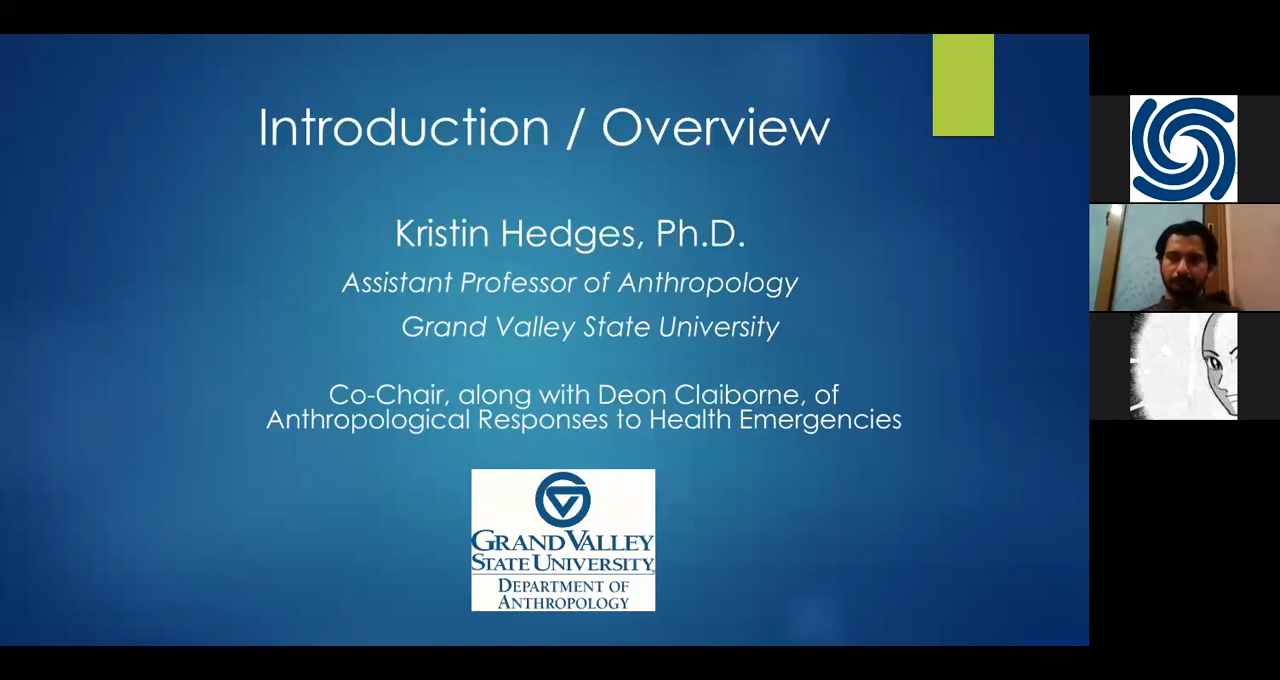 Introduction / Overview
Kristin Hedges, Ph.D.
Assistant Professor of Anthropology
Grand Valley State University
Co-Chair, along with Deon Claiborne, of
Anthropological Responses to Health Emergencies
GRAND VALLEY
STATE UNIVERSITY
DEPARTMENT OF
ANTHROPOLOGY